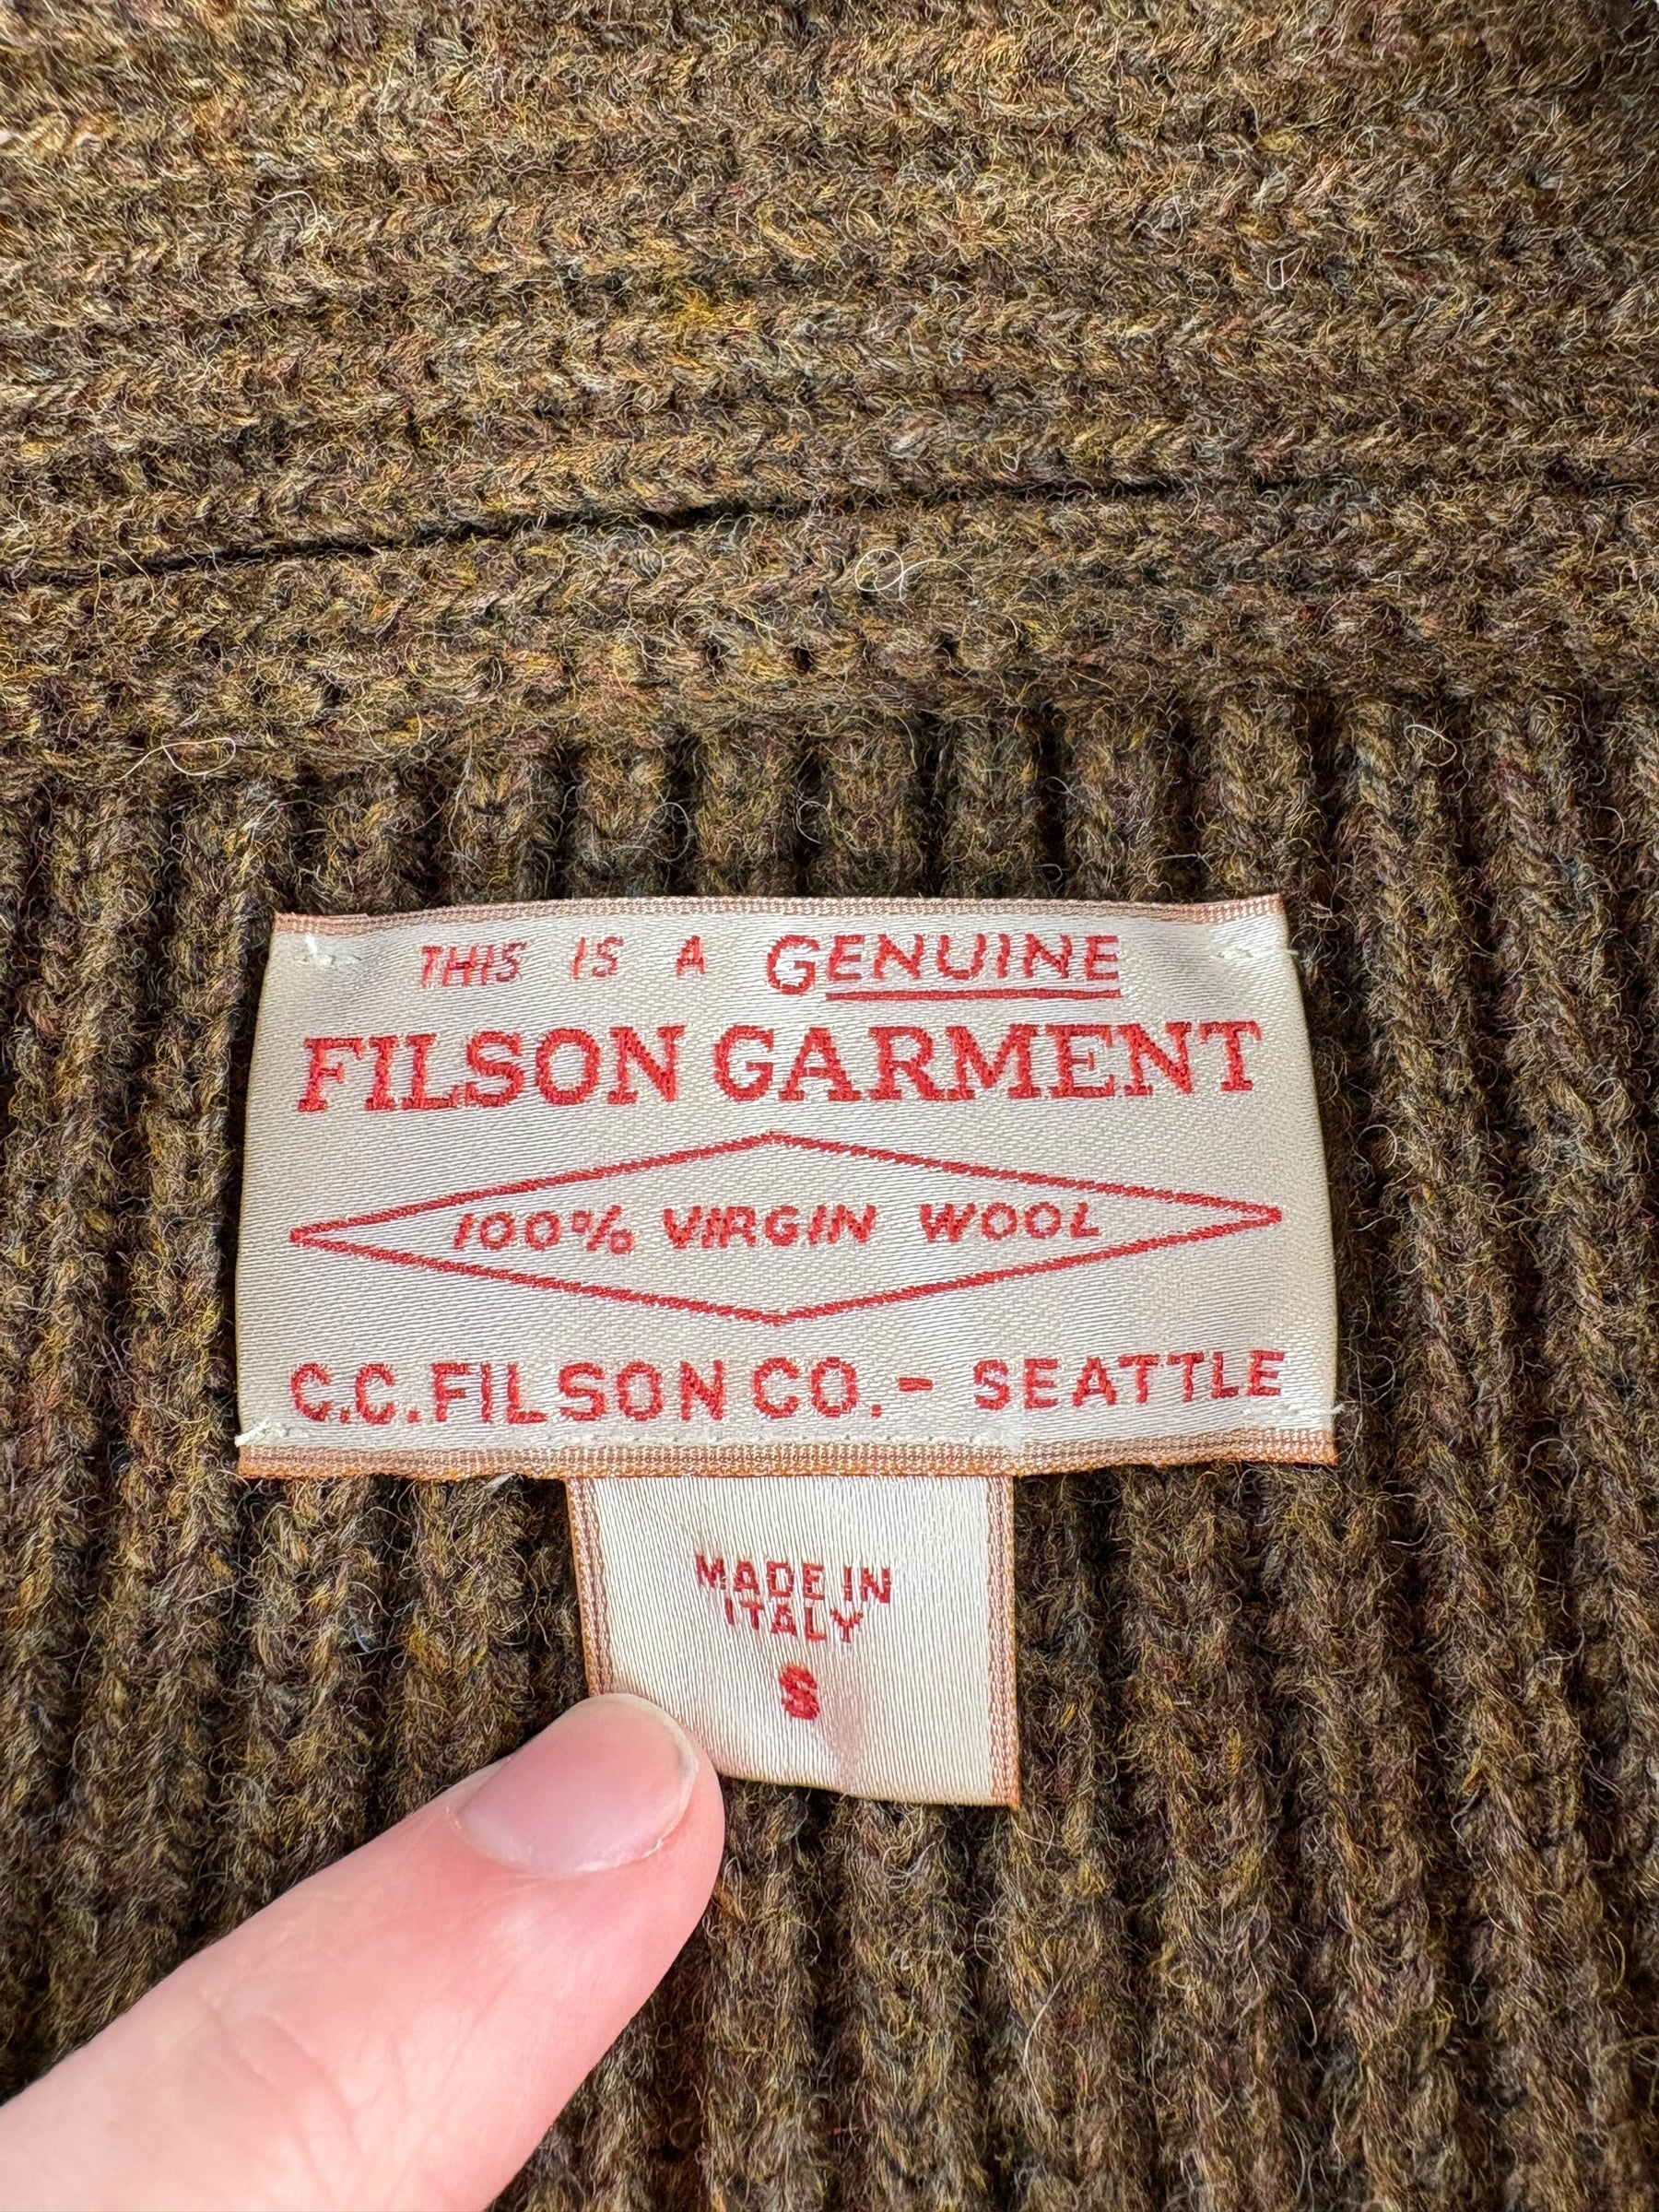 THIS IS A GENUINE
FILSON GARMENT
100% VIRGIN WOOL
C.C. FILSON CO. - SEATTLE
MADE IN
ITALY
S